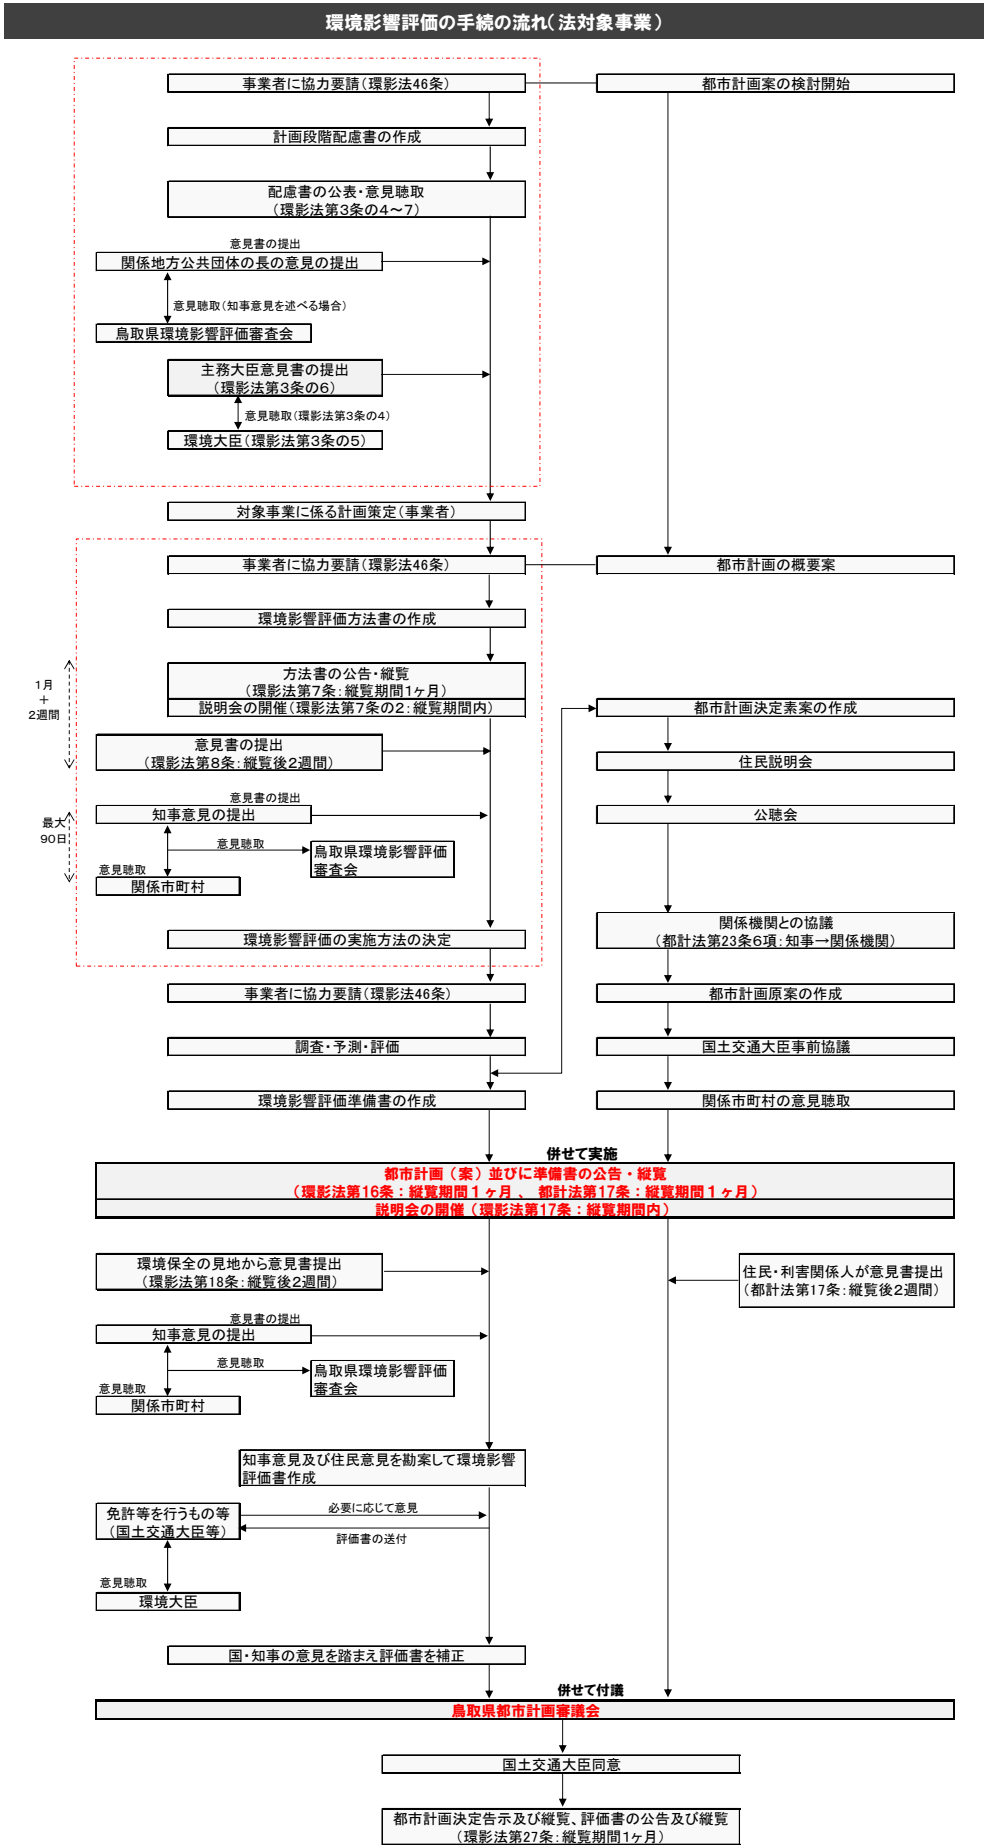 環境影響評価の手続の流れ（法対象事業）
事業者に協力要請（環影法46条）
都市計画案の検討開始
計画段階配慮書の作成
配慮書の公表・意見聴取
（環影法第3条の4～7）
意見書の提出
関係地方公共団体の長の意見の提出
意見聴取（知事意見を述べる場合）
鳥取県環境影響評価審査会
主務大臣意見書の提出
（環影法第3条の6）
意見聴取（環影法第3条の4）
環境大臣（環影法第3条の5）
対象事業に係る計画策定（事業者）
事業者に協力要請（環影法46条）
都市計画の概要案
環境影響評価方法書の作成
方法書の公告・縦覧
（環影法第7条：縦覧期間1ヶ月）
説明会の開催（環影法第7条の2：縦覧期間内）
1月
＋
2週間
都市計画決定素案の作成
意見書の提出
（環影法第8条：縦覧後2週間）
住民説明会
意見書の提出
知事意見の提出
公聴会
最大
90日
意見聴取
鳥取県環境影響評価
審査会
意見聴取
関係市町村
関係機関との協議
（都計法第23条6項：知事→関係機関）
環境影響評価の実施方法の決定
事業者に協力要請（環影法46条）
都市計画原案の作成
調査・予測・評価
国土交通大臣事前協議
環境影響評価準備書の作成
関係市町村の意見聴取
併せて実施
都市計画（案）並びに準備書の公告・縦覧
（環影法第16条：縦覧期間１ヶ月 、 都計法第17条：縦覧期間１ヶ月）
説明会の開催（環影法第17条：縦覧期間内）
環境保全の見地から意見書提出
（環影法第18条：縦覧後2週間）
住民・利害関係人が意見書提出
（都計法第17条：縦覧後2週間）
意見書の提出
知事意見の提出
意見聴取
鳥取県環境影響評価
審査会
意見聴取
関係市町村
知事意見及び住民意見を勘案して環境影響
評価書作成
免許等を行うもの等
（国土交通大臣等）
必要に応じて意見
評価書の送付
意見聴取
環境大臣
国・知事の意見を踏まえ評価書を補正
併せて付議
鳥取県都市計画審議会
国土交通大臣同意
都市計画決定告示及び縦覧、評価書の公告及び縦覧
（環影法第27条：縦覧期間1ヶ月）